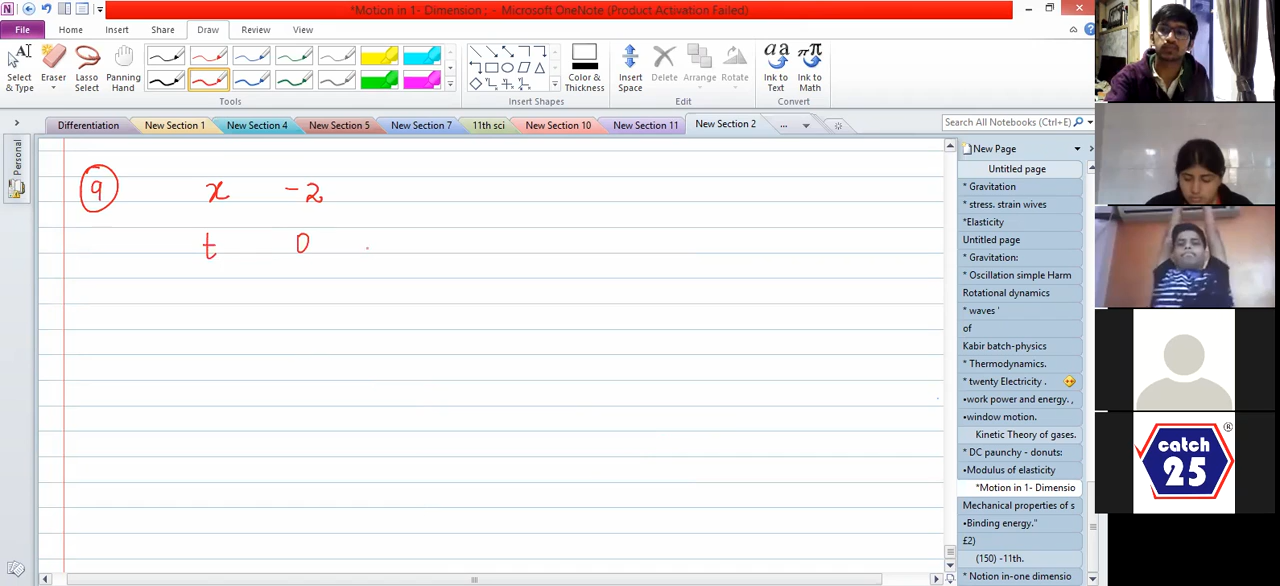 *Motion in 1- Dimension ; - Microsoft OneNote (Product Activation Failed)
File Home Insert Share Draw Review View
Select & Type
Eraser
Lasso Select
Panning Hand
Color & Thickness
Insert Space
Delete
Arrange
Rotate
Ink to Text
Ink to Math
Tools
Insert Shapes
Edit
Convert
Differentiation New Section 1 New Section 4 New Section 5 New Section 7 11th sci New Section 10 New Section 11 New Section 2 ...
Search All Notebooks (Ctrl+E)
Personal
9 x -2
t 0
New Page
Untitled page
* Gravitation
* stress. strain wives
*Elasticity
Untitled page
* Gravitation:
* Oscillation simple Harm
Rotational dynamics
* waves '
of
Kabir batch-physics
* Thermodynamics.
* twenty Electricity .
•work power and energy. ,
•window motion.
Kinetic Theory of gases.
* DC paunchy - donuts:
•Modulus of elasticity
*Motion in 1- Dimensio
Mechanical properties of s
•Binding energy."
£2)
(150) -11th.
* Notion in-one dimensio
catch
25
®